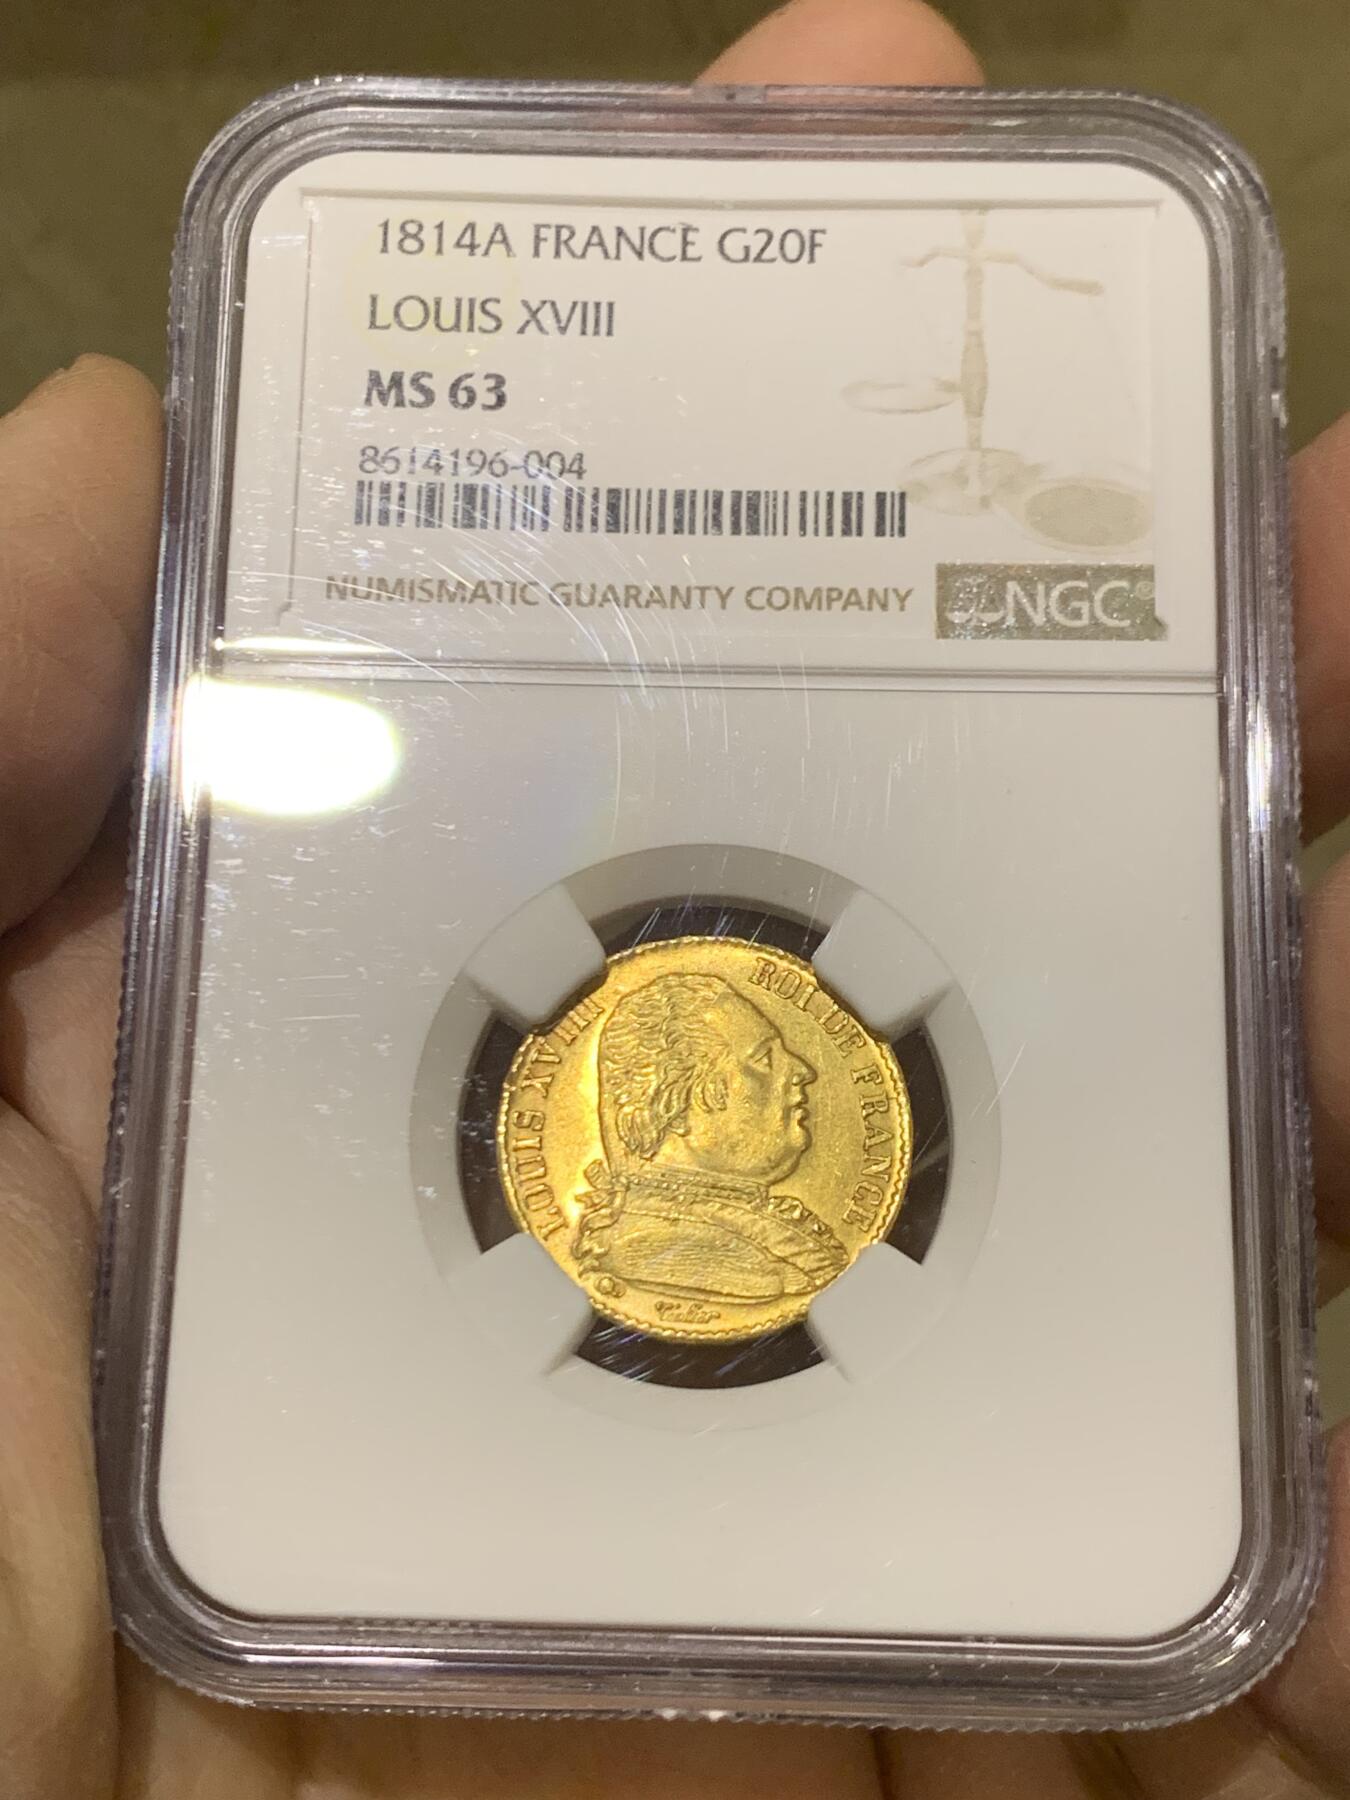 1814A FRANCE G20F
LOUIS XVIII
MS 63
8614196-004
NUMISMATIC GUARANTY COMPANY
NGC®
LOUIS XVIII ROI DE FRANCE